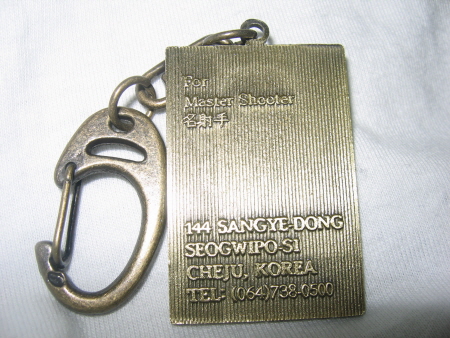 For
Master Shooter
名射手
144 SANGYE-DONG
SEOGWIPO-SI
CHEJU, KOREA
TEL: (064)738-0500